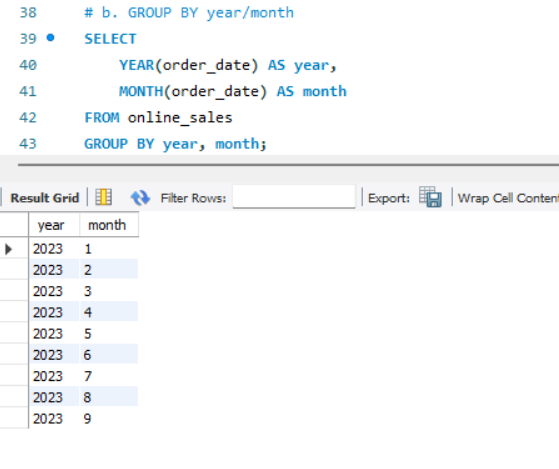 38 # b. GROUP BY year/month
39 SELECT
40 YEAR(order_date) AS year,
41 MONTH(order_date) AS month
42 FROM online_sales
43 GROUP BY year, month;
Result Grid Filter Rows: Export: Wrap Cell Conten
year month
2023 1
2023 2
2023 3
2023 4
2023 5
2023 6
2023 7
2023 8
2023 9